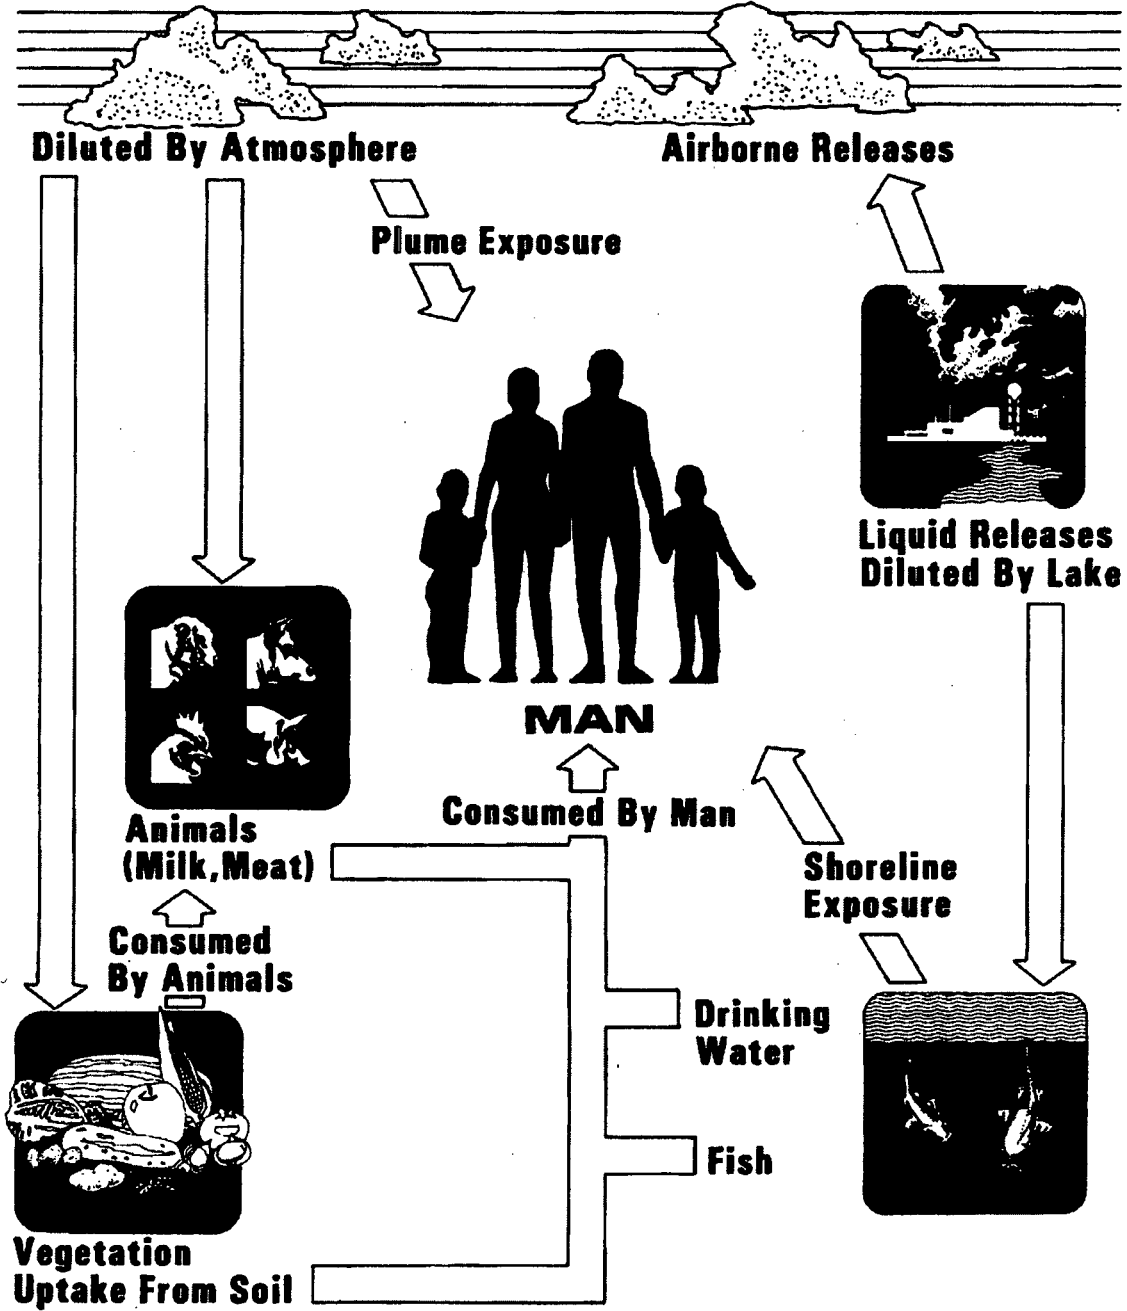 Diluted By Atmosphere
Airborne Releases
Plume Exposure
Liquid Releases
Diluted By Lake
MAN
Consumed By Man
Animals
(Milk,Meat)
Shoreline
Exposure
Consumed
By Animals
Drinking
Water
Fish
Vegetation
Uptake From Soil